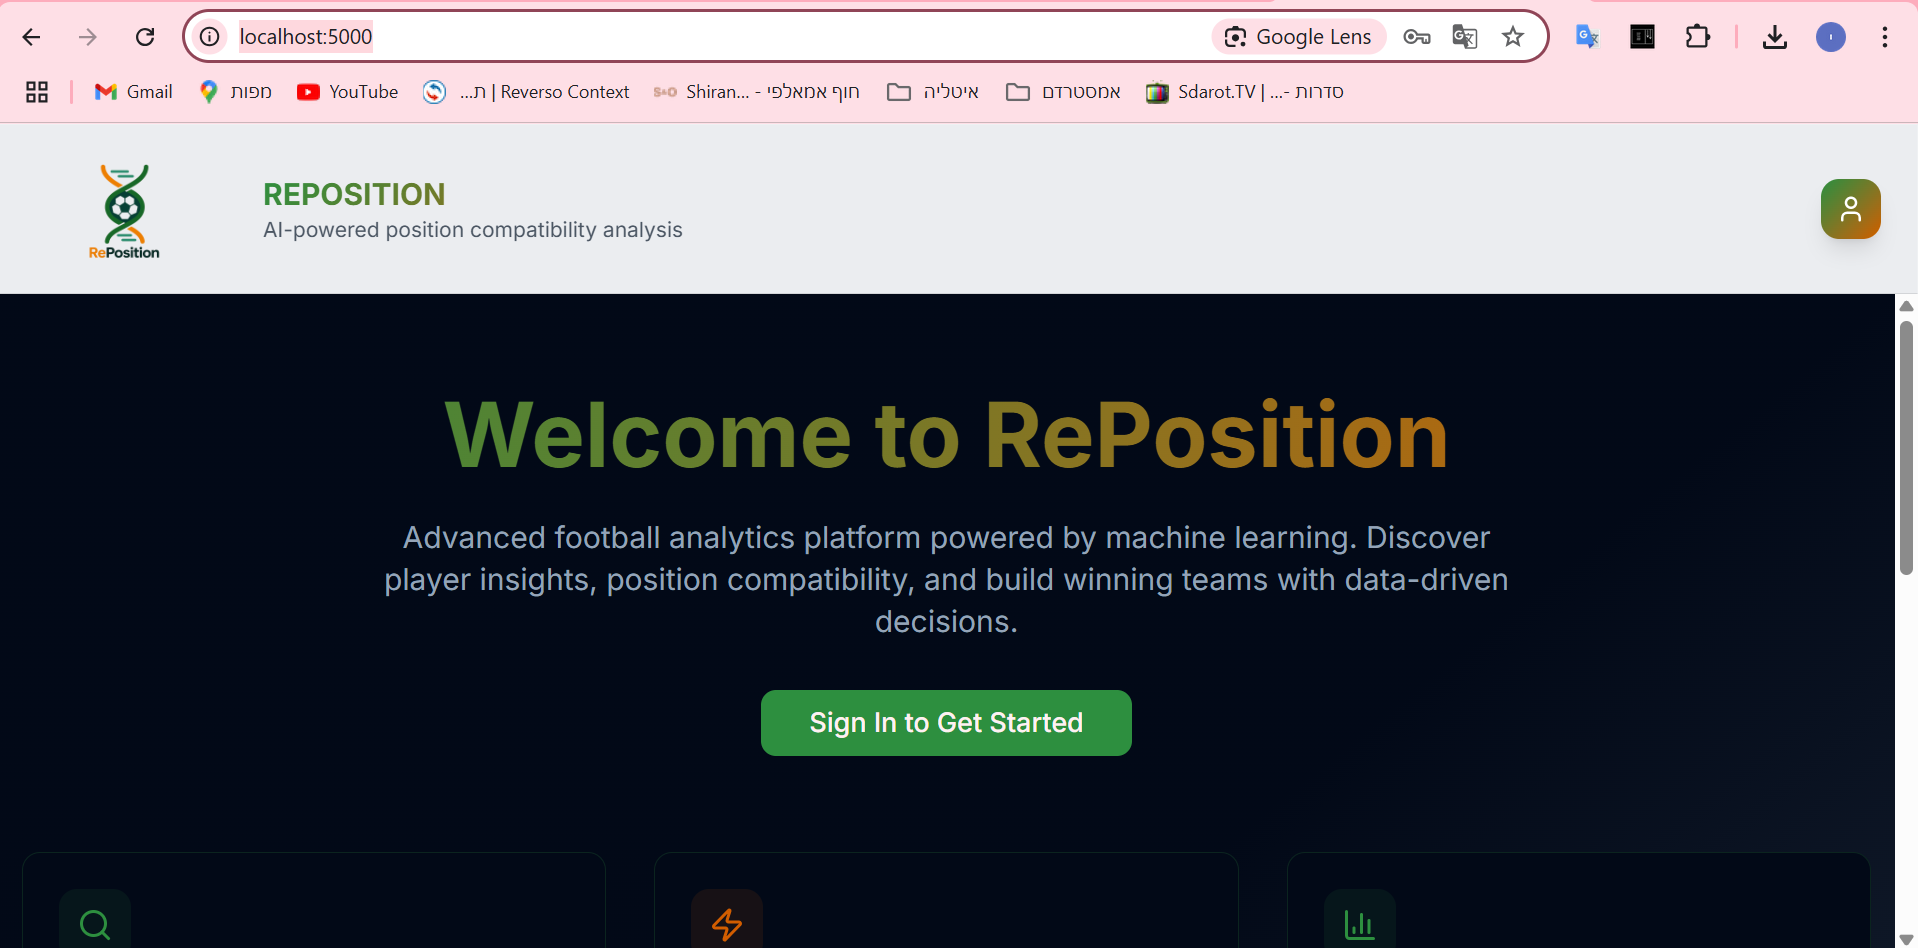 localhost:5000
Google Lens
Gmail
מפות
YouTube
...ת | Reverso Context
S&O
Shiran... - חוף אמאלפי
איטליה
אמסטרדם
Sdarot.TV | ...- סדרות
RePosition
REPOSITION
AI-powered position compatibility analysis
Welcome to RePosition
Advanced football analytics platform powered by machine learning. Discover
player insights, position compatibility, and build winning teams with data-driven
decisions.
Sign In to Get Started